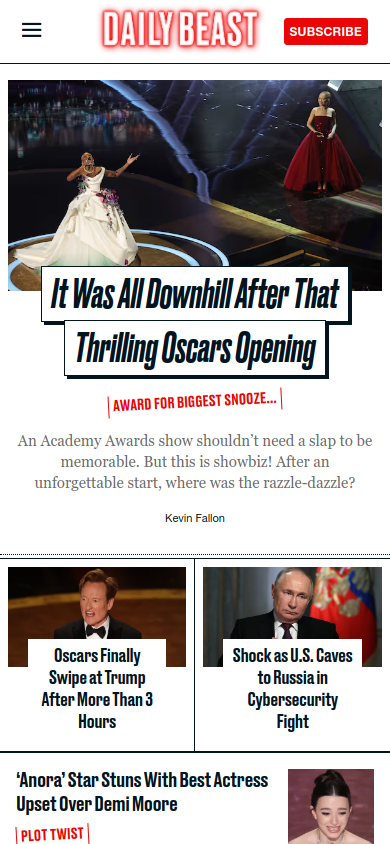 DAILY BEAST
SUBSCRIBE
It Was All Downhill After That
Thrilling Oscars Opening
AWARD FOR BIGGEST SNOOZE...
An Academy Awards show shouldn’t need a slap to be
memorable. But this is showbiz! After an
unforgettable start, where was the razzle-dazzle?
Kevin Fallon
Oscars Finally
Swipe at Trump
After More Than 3
Hours
Shock as U.S. Caves
to Russia in
Cybersecurity
Fight
‘Anora’ Star Stuns With Best Actress
Upset Over Demi Moore
PLOT TWIST